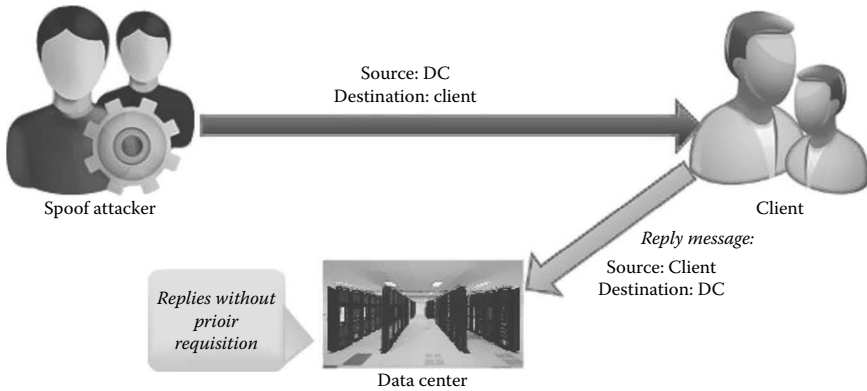 Source: DC
Destination: client
Spoof attacker
Client
Reply message:
Source: Client
Destination: DC
Replies without
prioir
requisition
Data center